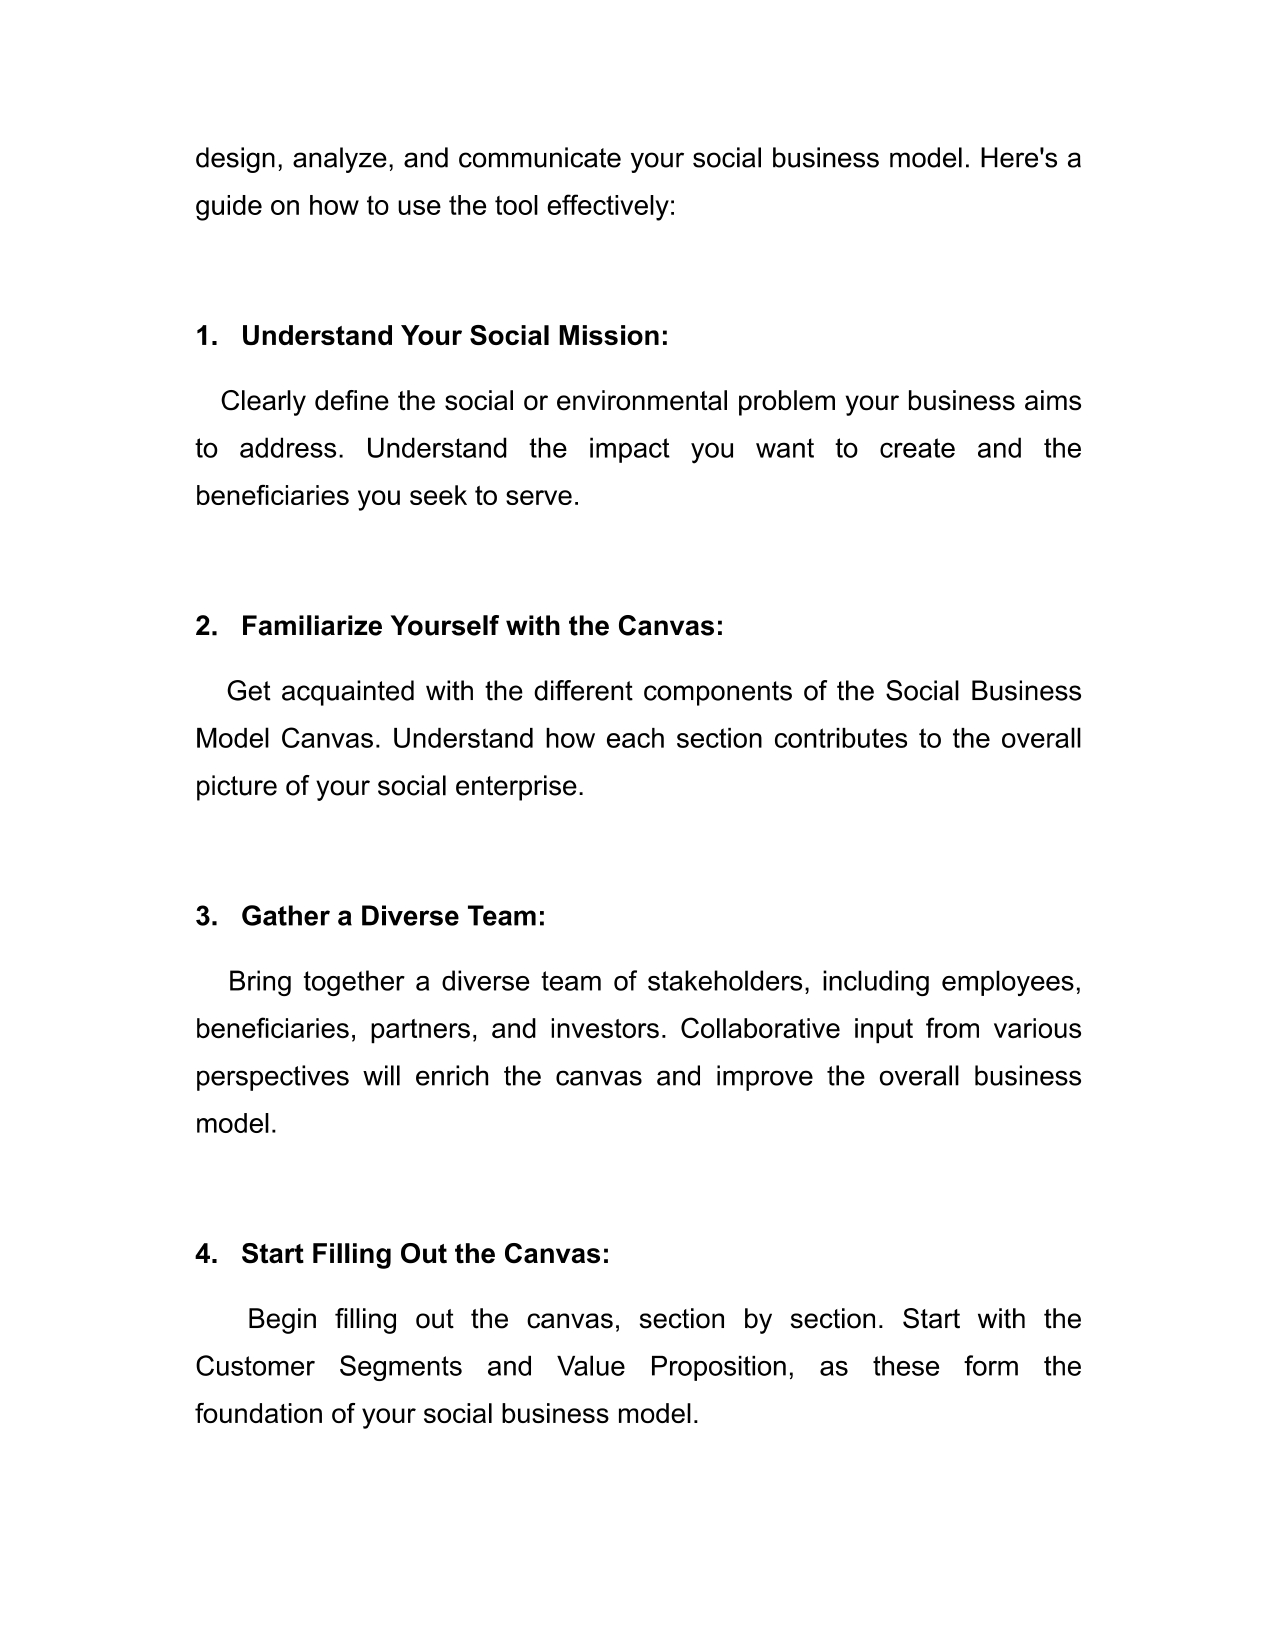 design, analyze, and communicate your social business model. Here's a
guide on how to use the tool effectively:
1. Understand Your Social Mission:
Clearly define the social or environmental problem your business aims
to address. Understand the impact you want to create and the
beneficiaries you seek to serve.
2. Familiarize Yourself with the Canvas:
Get acquainted with the different components of the Social Business
Model Canvas. Understand how each section contributes to the overall
picture of your social enterprise.
3. Gather a Diverse Team:
Bring together a diverse team of stakeholders, including employees,
beneficiaries, partners, and investors. Collaborative input from various
perspectives will enrich the canvas and improve the overall business
model.
4. Start Filling Out the Canvas:
Begin filling out the canvas, section by section. Start with the
Customer Segments and Value Proposition, as these form the
foundation of your social business model.